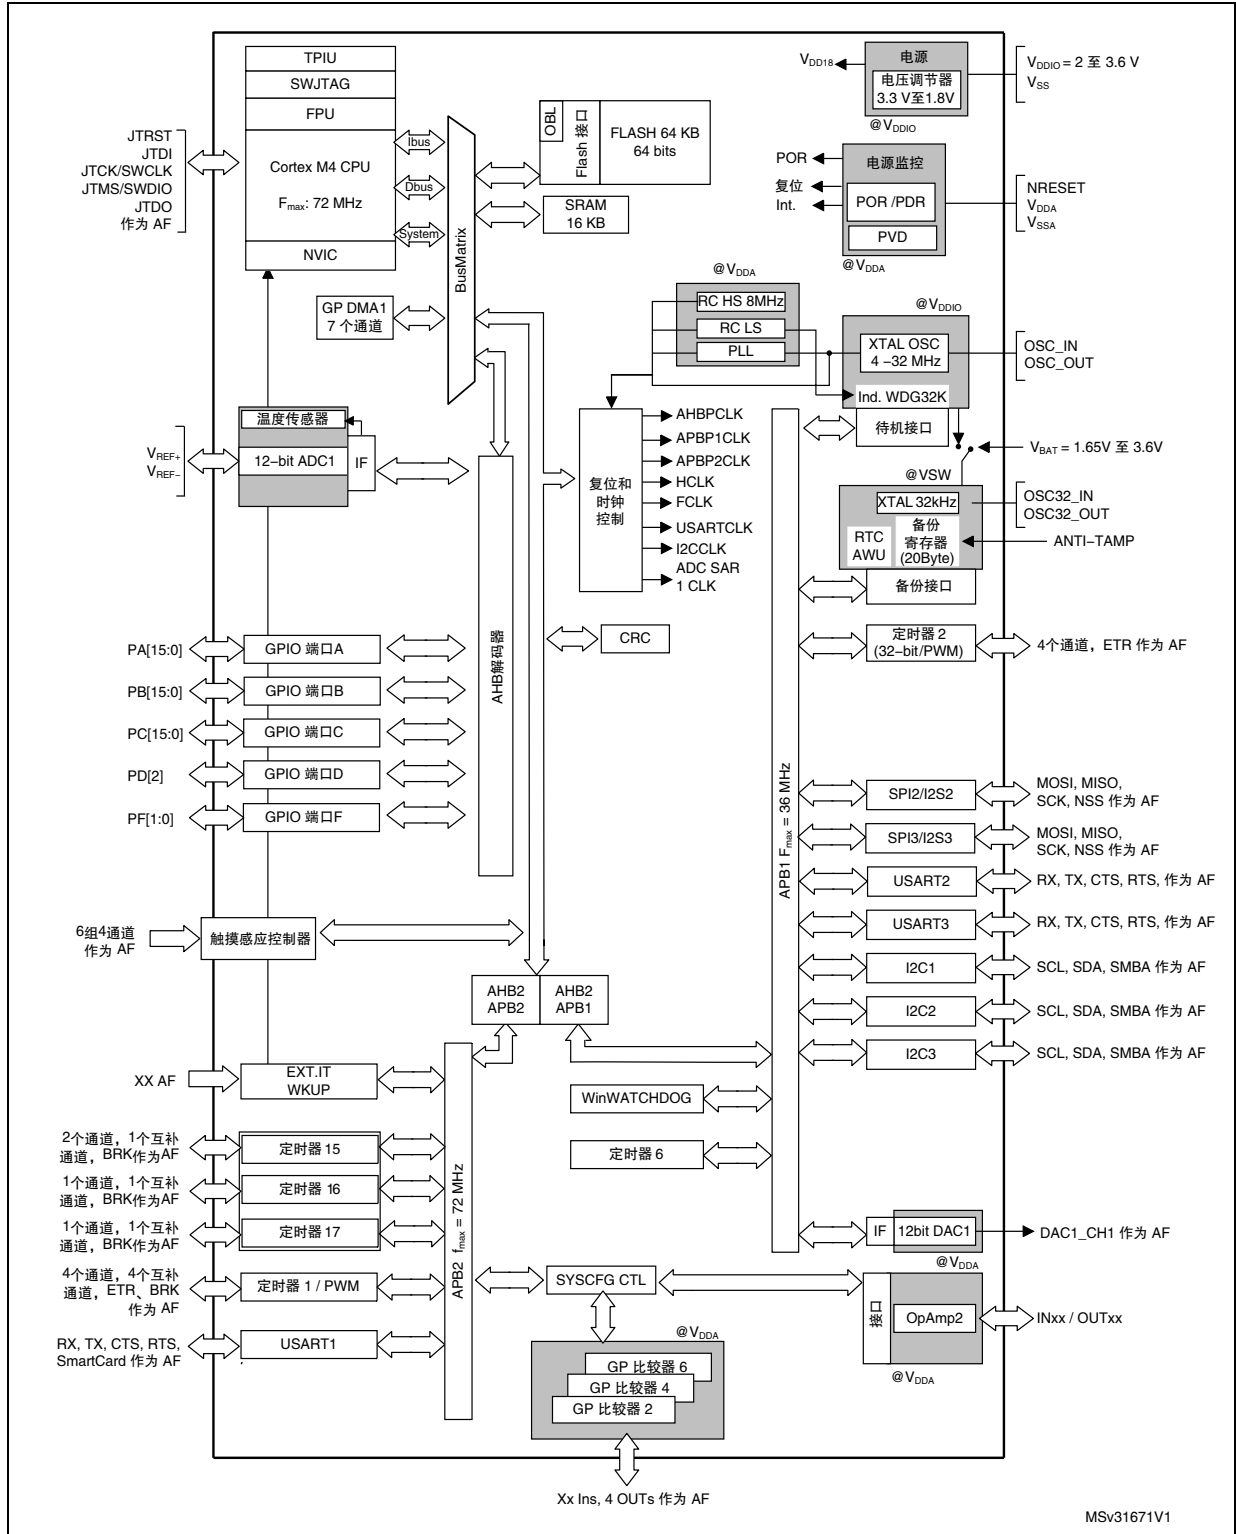 TPIU
SWJTAG
FPU
Cortex M4 CPU
Fmax: 72 MHz
NVIC
JTRST
JTDI
JTCK/SWCLK
JTMS/SWDIO
JTDO
作为 AF
Ibus
Dbus
System
BusMatrix
OBL
Flash 接口
FLASH 64 KB
64 bits
SRAM
16 KB
GP DMA1
7 个通道
VDD18
电源
电压调节器
3.3 V至1.8V
@VDDIO
VDDIO = 2 至 3.6 V
VSS
POR
复位
Int.
电源监控
POR /PDR
PVD
@VDDA
NRESET
VDDA
VSSA
@VDDA
RC HS 8MHz
RC LS
PLL
@VDDIO
XTAL OSC
4 –32 MHz
Ind. WDG32K
待机接口
OSC_IN
OSC_OUT
VBAT = 1.65V 至 3.6V
@VSW
XTAL 32kHz
RTC
AWU
备份
寄存器
(20Byte)
备份接口
OSC32_IN
OSC32_OUT
ANTI–TAMP
温度传感器
12–bit ADC1
IF
VREF+
VREF–
复位和
时钟
控制
AHBPCLK
APBP1CLK
APBP2CLK
HCLK
FCLK
USARTCLK
I2CCLK
ADC SAR
1 CLK
CRC
AHB解码器
PA[15:0]
GPIO 端口A
PB[15:0]
GPIO 端口B
PC[15:0]
GPIO 端口C
PD[2]
GPIO 端口D
PF[1:0]
GPIO 端口F
6组4通道
作为 AF
触摸感应控制器
AHB2
APB2
AHB2
APB1
APB1 Fmax = 36 MHz
定时器 2
(32–bit/PWM)
4个通道，ETR 作为 AF
SPI2/I2S2
MOSI, MISO,
SCK, NSS 作为 AF
SPI3/I2S3
MOSI, MISO,
SCK, NSS 作为 AF
USART2
RX, TX, CTS, RTS, 作为 AF
USART3
RX, TX, CTS, RTS, 作为 AF
I2C1
SCL, SDA, SMBA 作为 AF
I2C2
SCL, SDA, SMBA 作为 AF
I2C3
SCL, SDA, SMBA 作为 AF
XX AF
EXT.IT
WKUP
WinWATCHDOG
定时器 6
2个通道，1个互补
通道，BRK作为AF
定时器 15
1个通道，1个互补
通道，BRK作为AF
定时器 16
1个通道，1个互补
通道，BRK作为AF
定时器 17
4个通道，4个互补
通道，ETR、BRK
作为 AF
定时器 1 / PWM
RX, TX, CTS, RTS,
SmartCard 作为 AF
USART1
APB2 fmax = 72 MHz
IF
12bit DAC1
@VDDA
DAC1_CH1 作为 AF
SYSCFG CTL
接口
OpAmp2
@VDDA
INxx / OUTxx
@VDDA
GP 比较器 6
GP 比较器 4
GP 比较器 2
Xx Ins, 4 OUTs 作为 AF
MSv31671V1